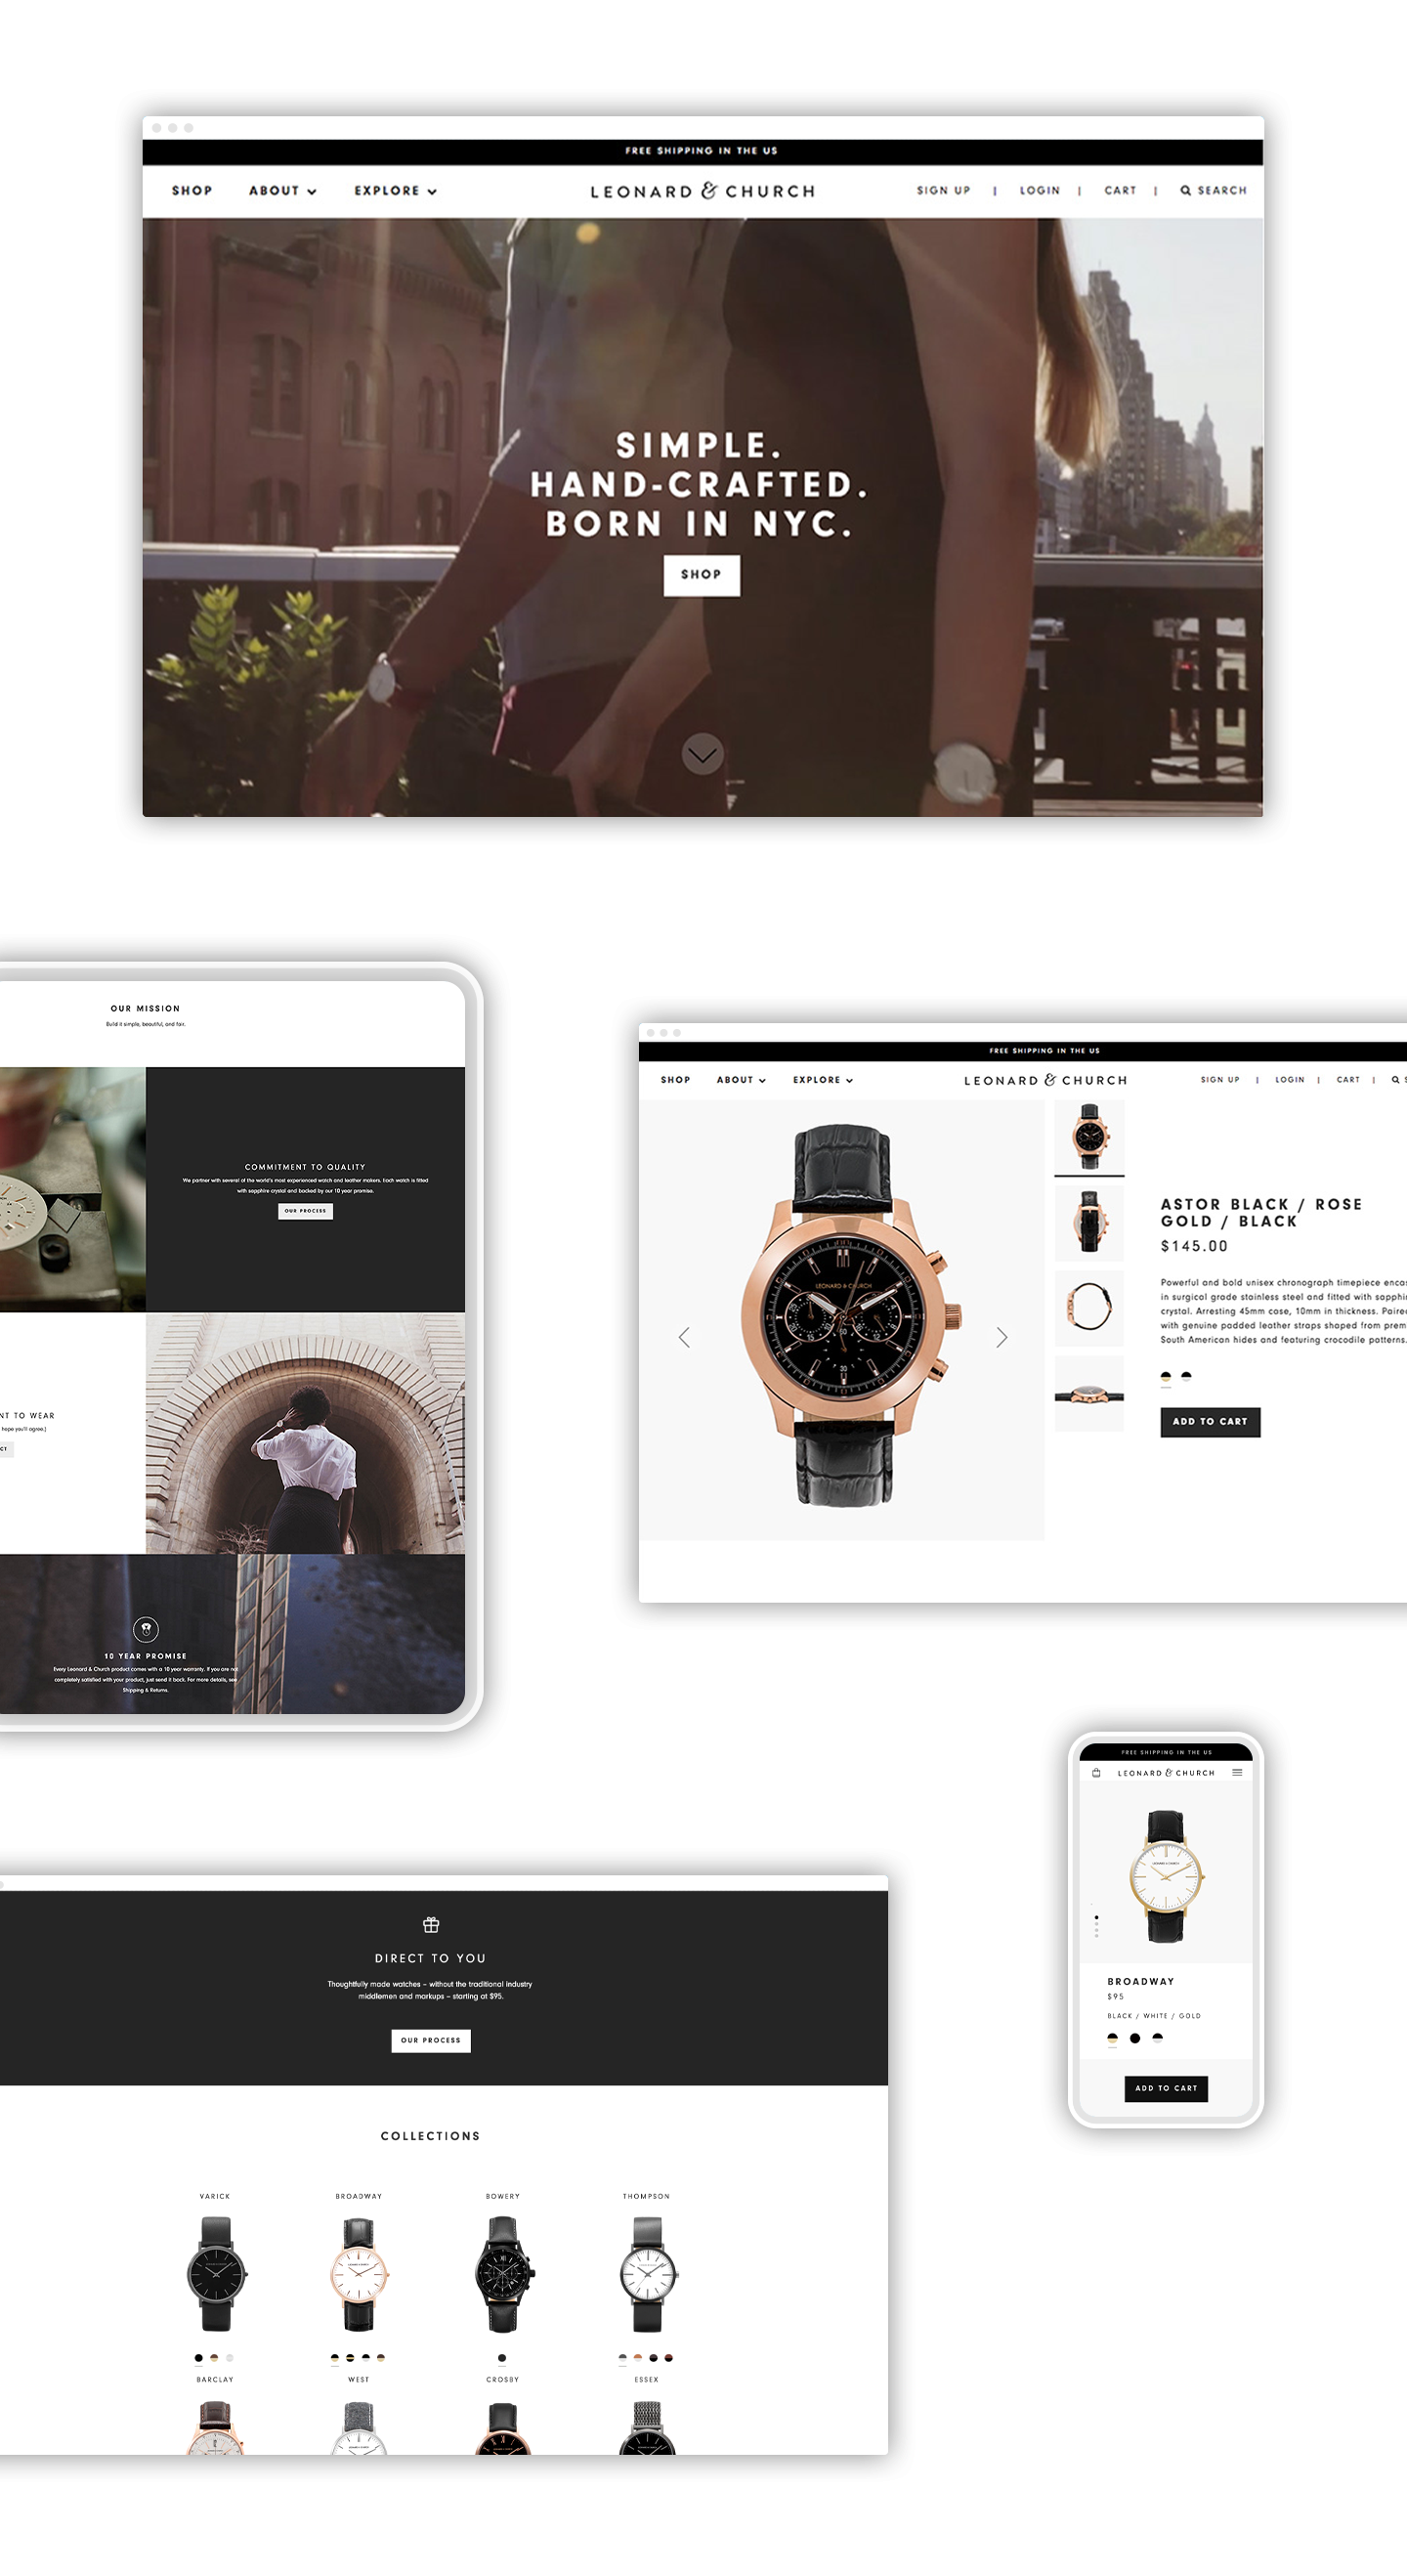 FREE SHIPPING IN THE US
SHOP ABOUT EXPLORE LEONARD & CHURCH SIGN UP | LOGIN | CART | SEARCH
SIMPLE.
HAND-CRAFTED.
BORN IN NYC.
SHOP
OUR MISSION
Build it simple, beautiful, and fair.
COMMITMENT TO QUALITY
We partner with several of the world's most experienced watch and leather makers. Each watch is fitted
with sapphire crystal and backed by our 10 year promise.
OUR PROCESS
NT TO WEAR
hope you'll agree.)
CT
10 YEAR PROMISE
Every Leonard & Church product comes with a 10 year warranty. If you are not
completely satisfied with your product, just send it back. For more details, see
Shipping & Returns.
FREE SHIPPING IN THE US
SHOP ABOUT EXPLORE LEONARD & CHURCH SIGN UP | LOGIN | CART | S
LEONARD & CHURCH
60
30
ASTOR BLACK / ROSE
GOLD / BLACK
$145.00
Powerful and bold unisex chronograph timepiece encas
in surgical grade stainless steel and fitted with sapphir
crystal. Arresting 45mm case, 10mm in thickness. Paired
with genuine padded leather straps shaped from prem
South American hides and featuring crocodile patterns.
ADD TO CART
FREE SHIPPING IN THE US
LEONARD & CHURCH
LEONARD & CHURCH
BROADWAY
$95
BLACK / WHITE / GOLD
ADD TO CART
DIRECT TO YOU
Thoughtfully made watches – without the traditional industry
middlemen and markups – starting at $95.
OUR PROCESS
COLLECTIONS
VARICK BROADWAY BOWERY THOMPSON
BARCLAY WEST CROSBY ESSEX